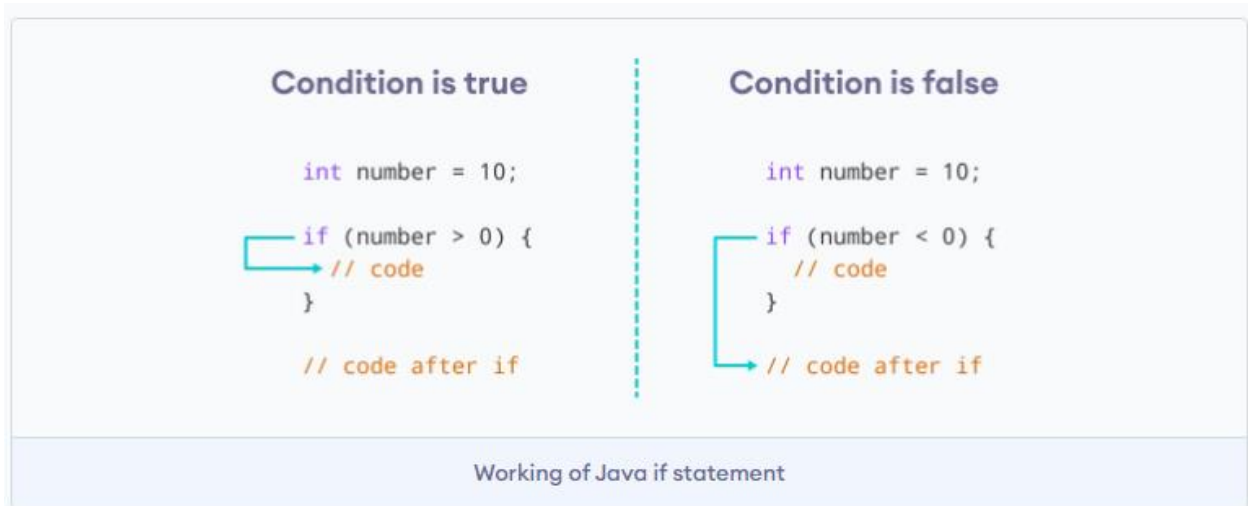 Condition is true
int number = 10;
if (number > 0) {
// code
}
// code after if
Condition is false
int number = 10;
if (number < 0) {
// code
}
// code after if
Working of Java if statement